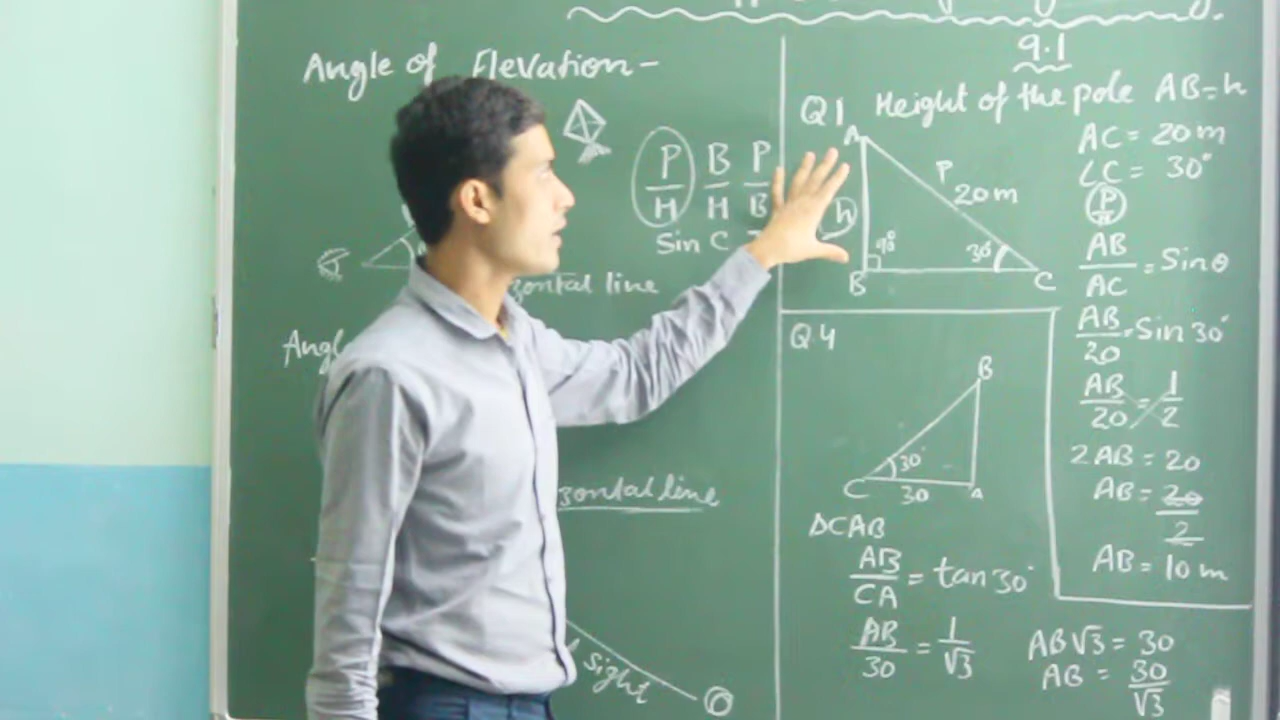 9.1
Angle of Elevation-
P B P
H H B
Sin C
zontal line
Angl
zontal line
sight
Q1 Height of the pole AB=h
A
P
20m
h
90°
30°
B
C
AC = 20m
∠C = 30°
P
H
AB
AC
= Sinθ
AB
20
= Sin 30°
AB
20
= 1
2
2AB = 20
AB = 20
2
AB = 10 m
Q4
B
30°
C
30
A
ΔCAB
AB
CA
= tan 30°
AB
30
= 1
√3
AB√3 = 30
AB = 30
√3